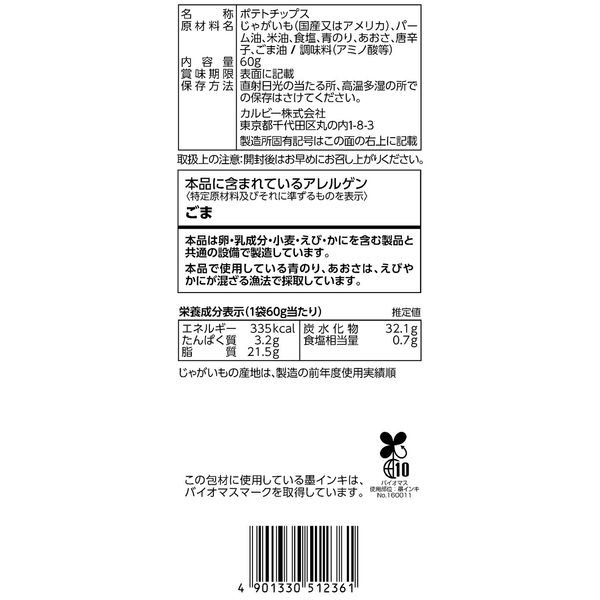 名称 ポテトチップス
原材料名 じゃがいも(国産又はアメリカ)、パーム油、米油、食塩、青のり、あおさ、唐辛子、ごま油 / 調味料(アミノ酸等)
内容量 60g
賞味期限 表面に記載
保存方法 直射日光の当たる所、高温多湿の所での保存はさけてください。
カルビー株式会社
東京都千代田区丸の内1-8-3
製造所固有記号はこの面の右上に記載
取扱上の注意:開封後はお早めにお召し上がりください。
本品に含まれているアレルゲン
〈特定原材料及びそれに準ずるものを表示〉
ごま
本品は卵・乳成分・小麦・えび・かにを含む製品と
共通の設備で製造しています。
本品で使用している青のり、あおさは、えびや
かにが混ざる漁法で採取しています。
栄養成分表示(1袋60g当たり) 推定値
エネルギー 335kcal 炭水化物 32.1g
たんぱく質 3.2g 食塩相当量 0.7g
脂質 21.5g
じゃがいもの産地は、製造の前年度使用実績順
10
この包材に使用している墨インキは、
バイオマスマークを取得しています。
バイオマス
使用部位:墨インキ
No.160011
4 901330 512361